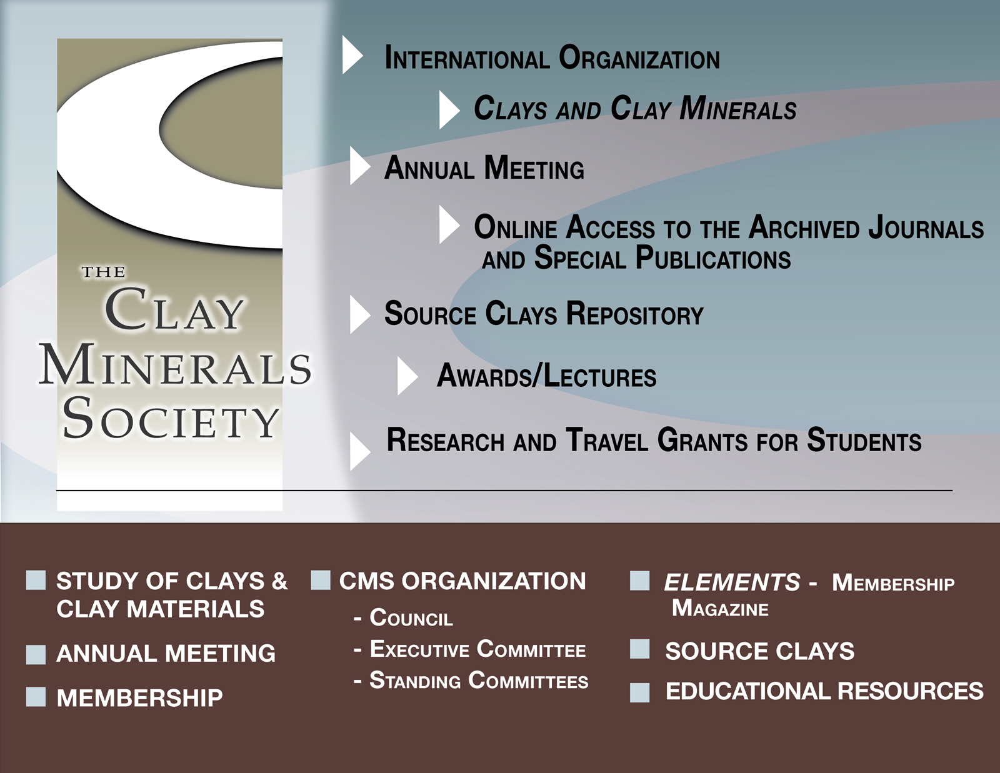 THE
CLAY
MINERALS
SOCIETY
INTERNATIONAL ORGANIZATION
CLAYS AND CLAY MINERALS
ANNUAL MEETING
ONLINE ACCESS TO THE ARCHIVED JOURNALS
AND SPECIAL PUBLICATIONS
SOURCE CLAYS REPOSITORY
AWARDS/LECTURES
RESEARCH AND TRAVEL GRANTS FOR STUDENTS
STUDY OF CLAYS &
CLAY MATERIALS
ANNUAL MEETING
MEMBERSHIP
CMS ORGANIZATION
- COUNCIL
- EXECUTIVE COMMITTEE
- STANDING COMMITTEES
ELEMENTS - MEMBERSHIP
MAGAZINE
SOURCE CLAYS
EDUCATIONAL RESOURCES